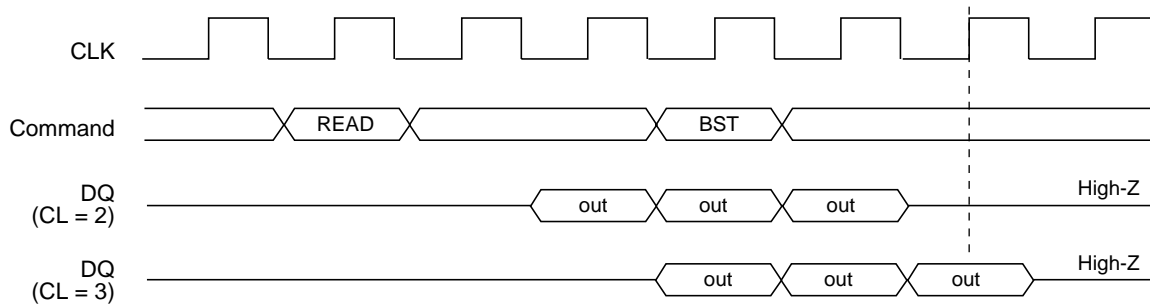 CLK
Command
READ
BST
DQ
(CL = 2)
out
out
out
High-Z
DQ
(CL = 3)
out
out
out
High-Z